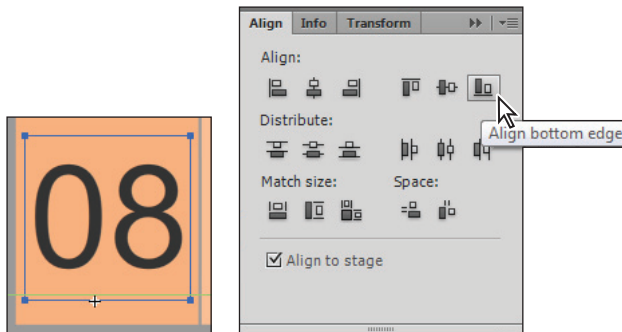 08
Align Info Transform
Align:
Align bottom edge
Distribute:
Match size: Space:
Align to stage